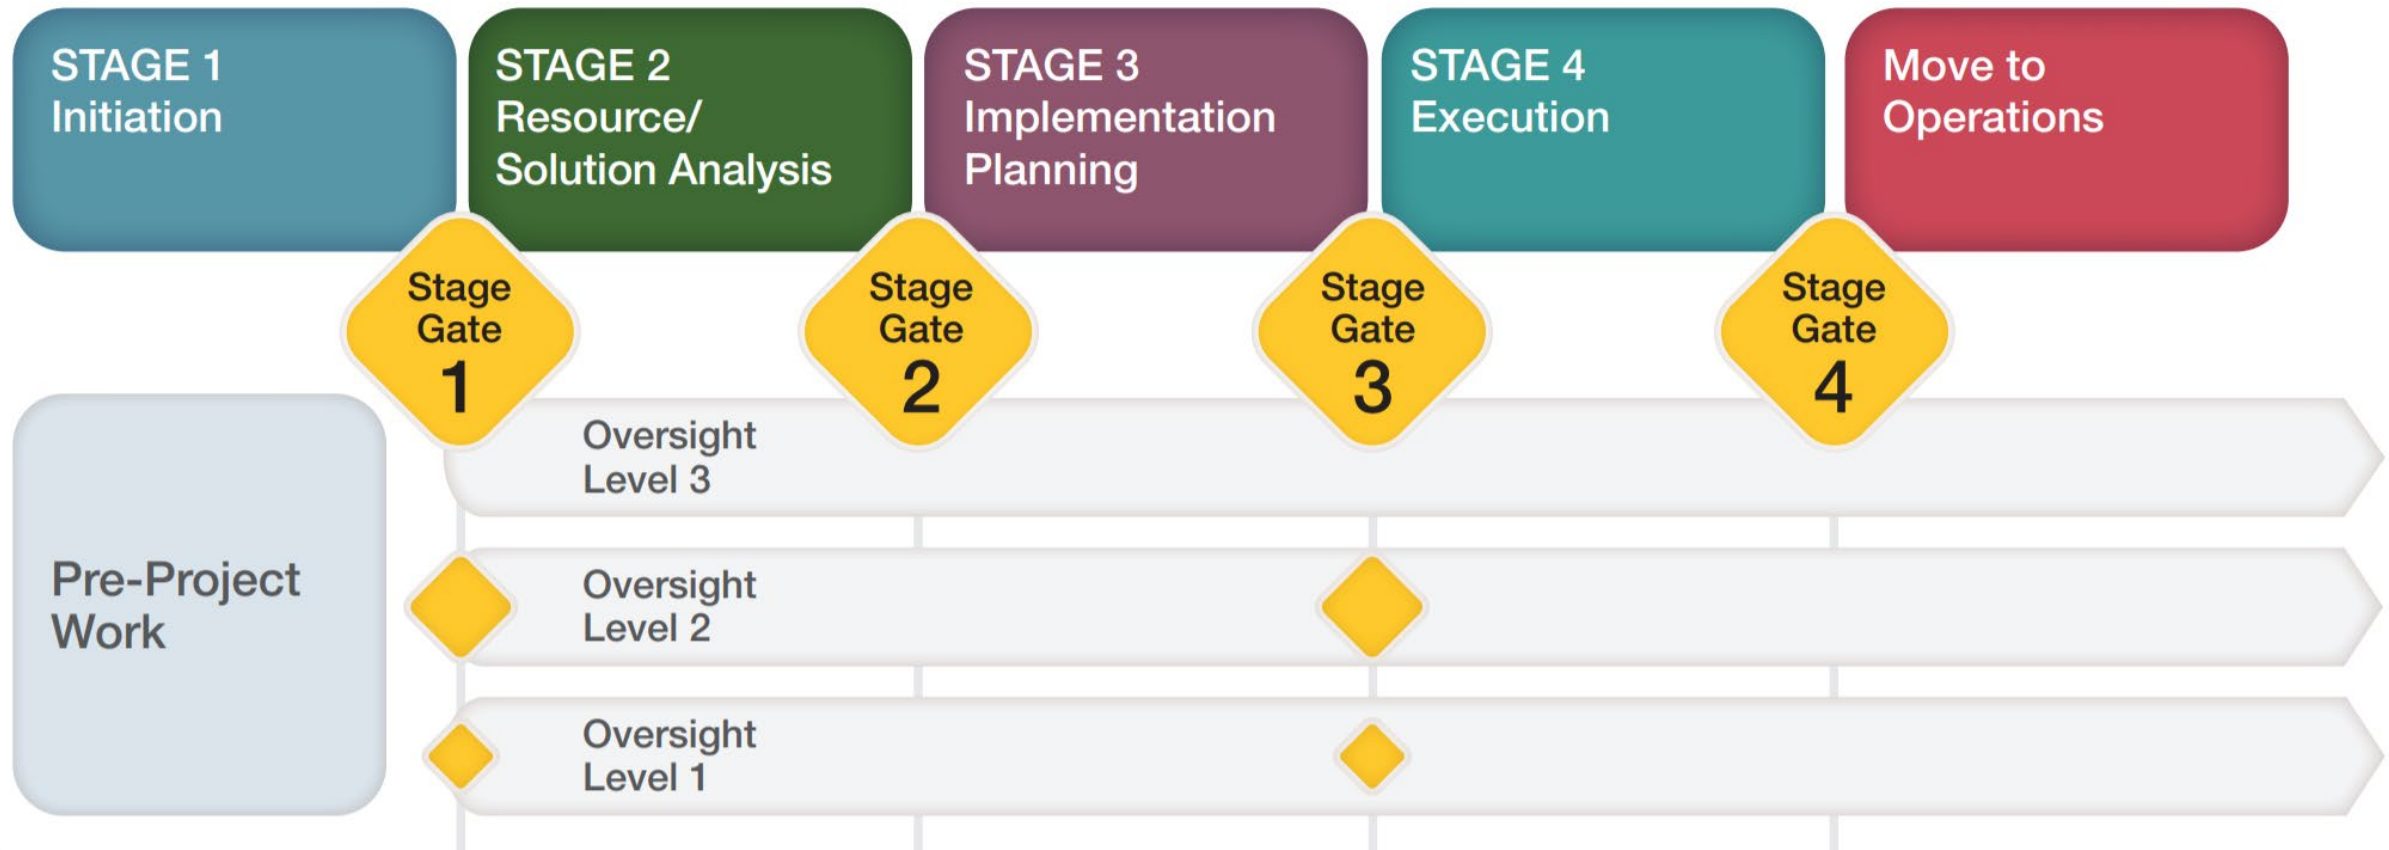 STAGE 1
Initiation
STAGE 2
Resource/
Solution Analysis
STAGE 3
Implementation
Planning
STAGE 4
Execution
Move to
Operations
Stage
Gate
1
Stage
Gate
2
Stage
Gate
3
Stage
Gate
4
Pre-Project
Work
Oversight
Level 3
Oversight
Level 2
Oversight
Level 1